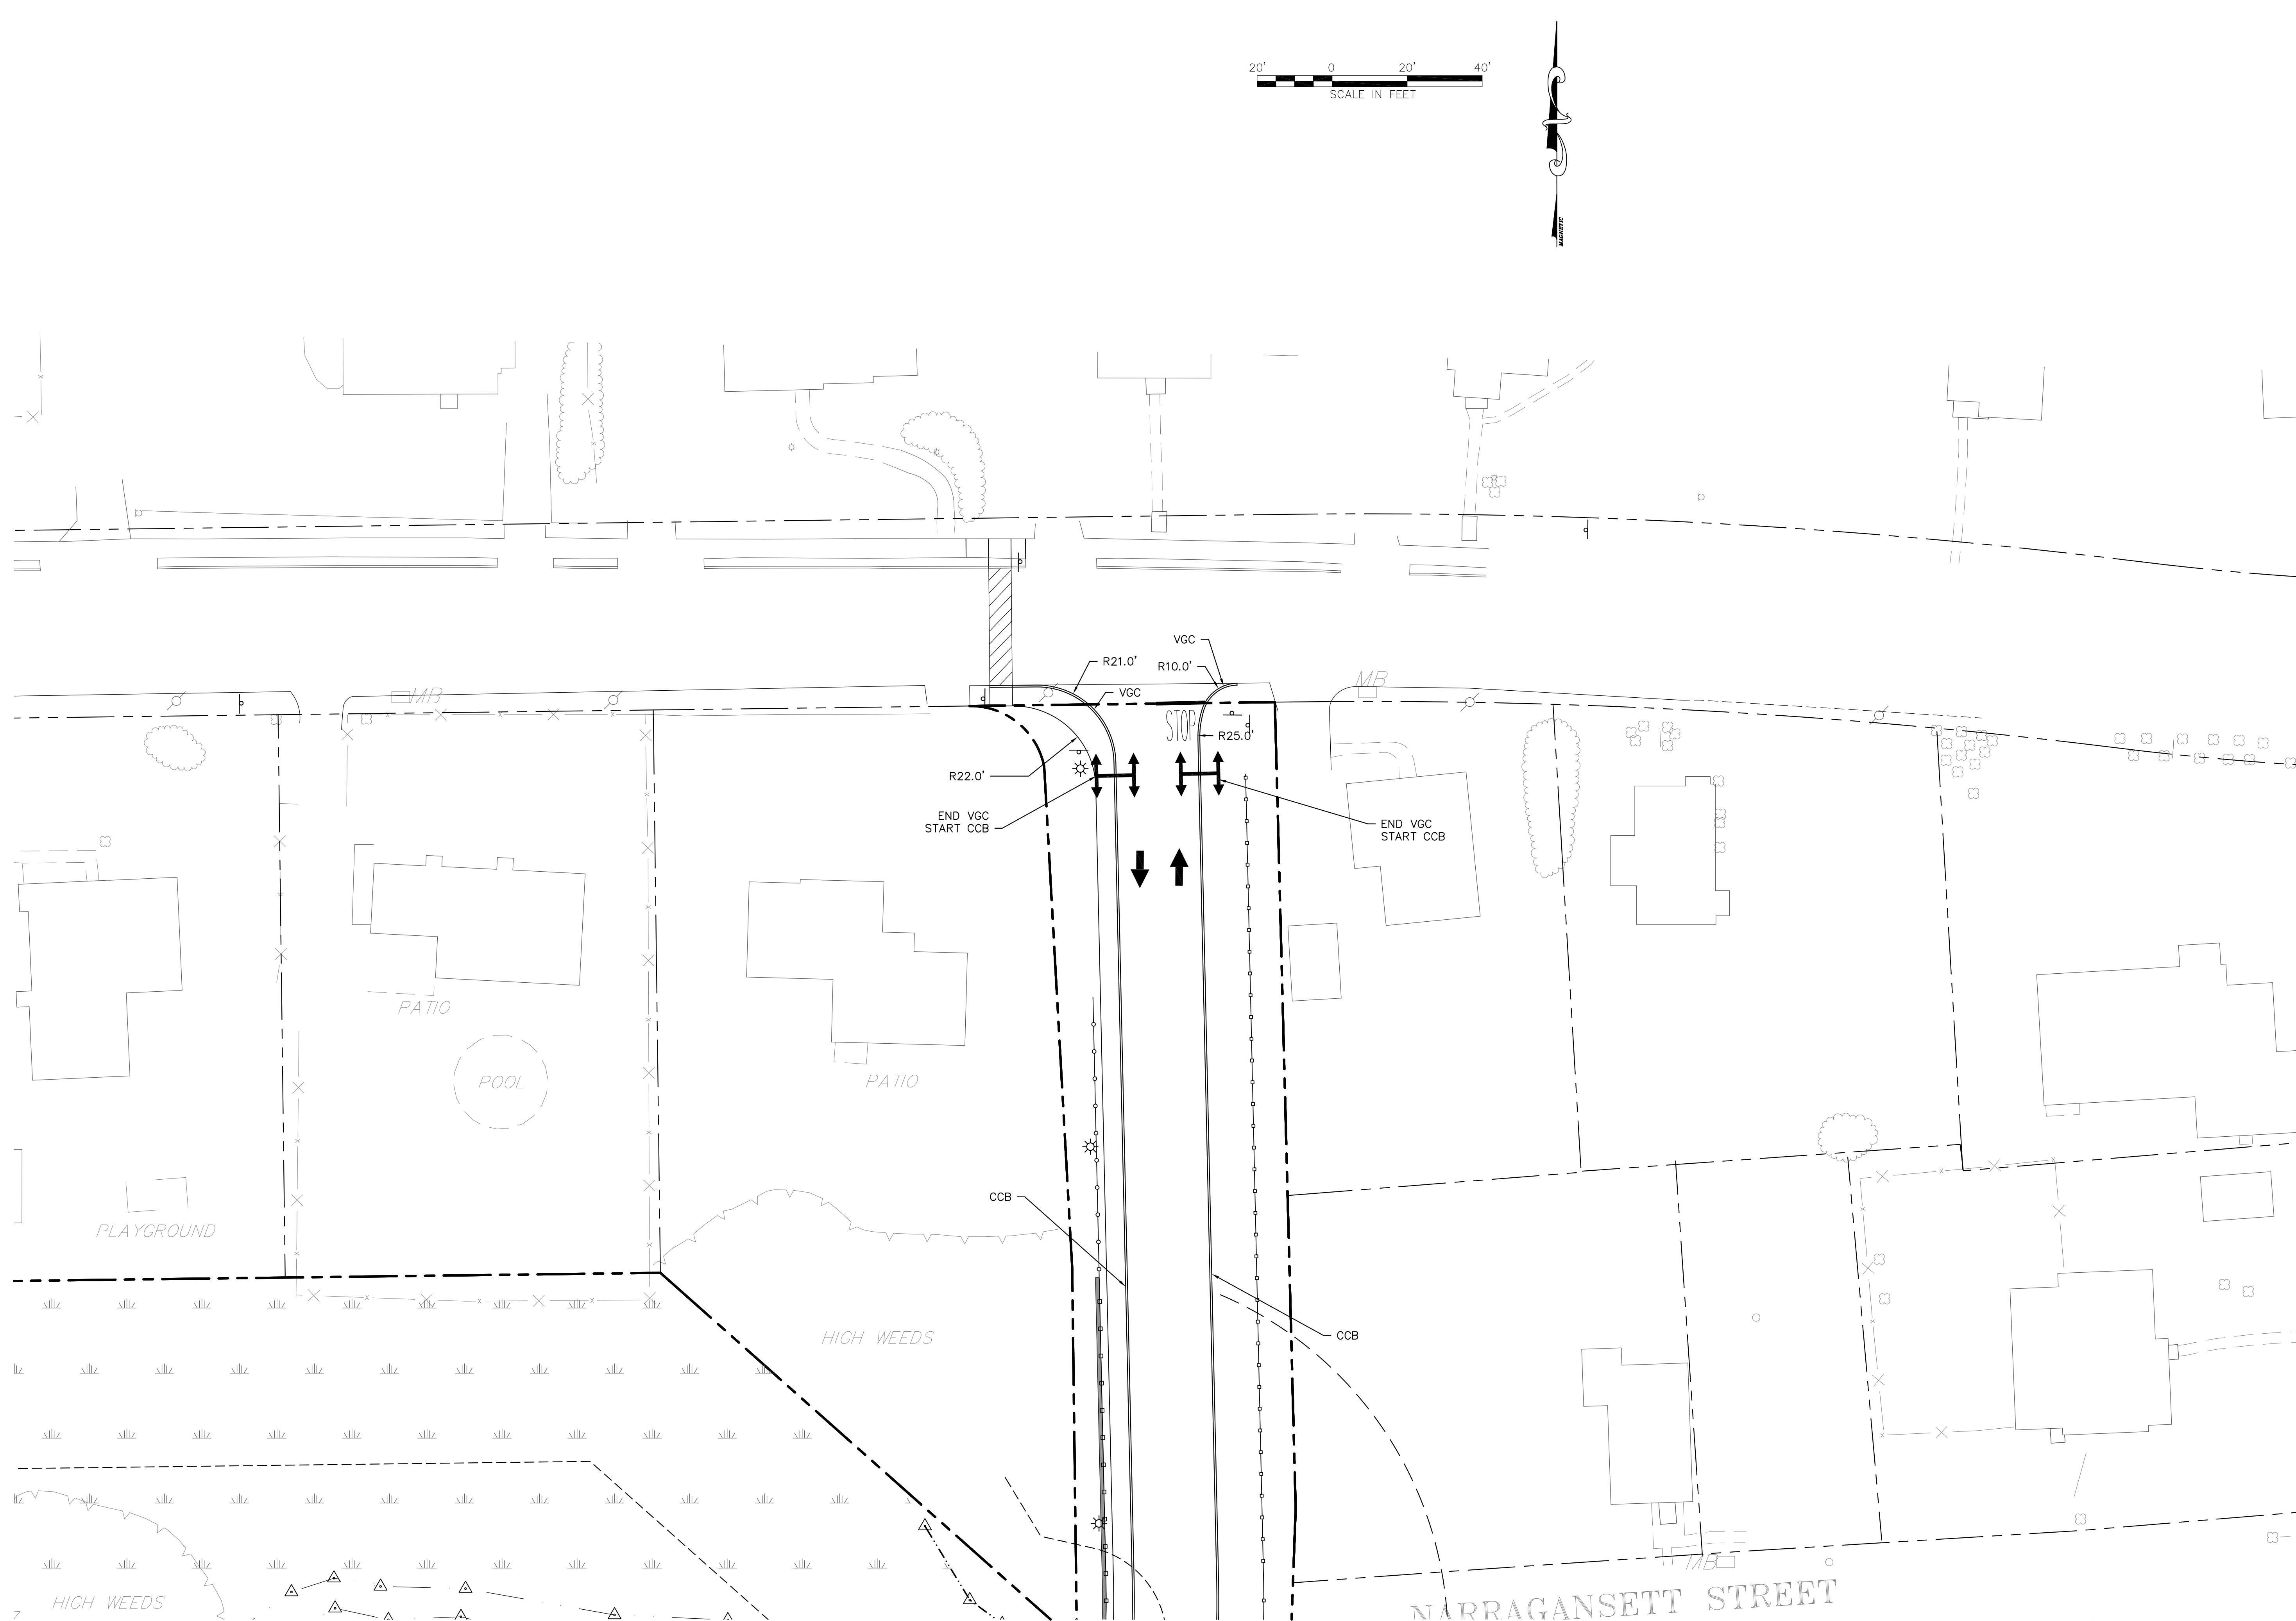 20' 0 20' 40'
SCALE IN FEET
MAGNETIC
VGC
R21.0'
R10.0'
MB
MB
VGC
STOP
R25.0'
R22.0'
END VGC
START CCB
END VGC
START CCB
PATIO
POOL
PATIO
CCB
PLAYGROUND
HIGH WEEDS
CCB
MB
HIGH WEEDS
NARRAGANSETT STREET